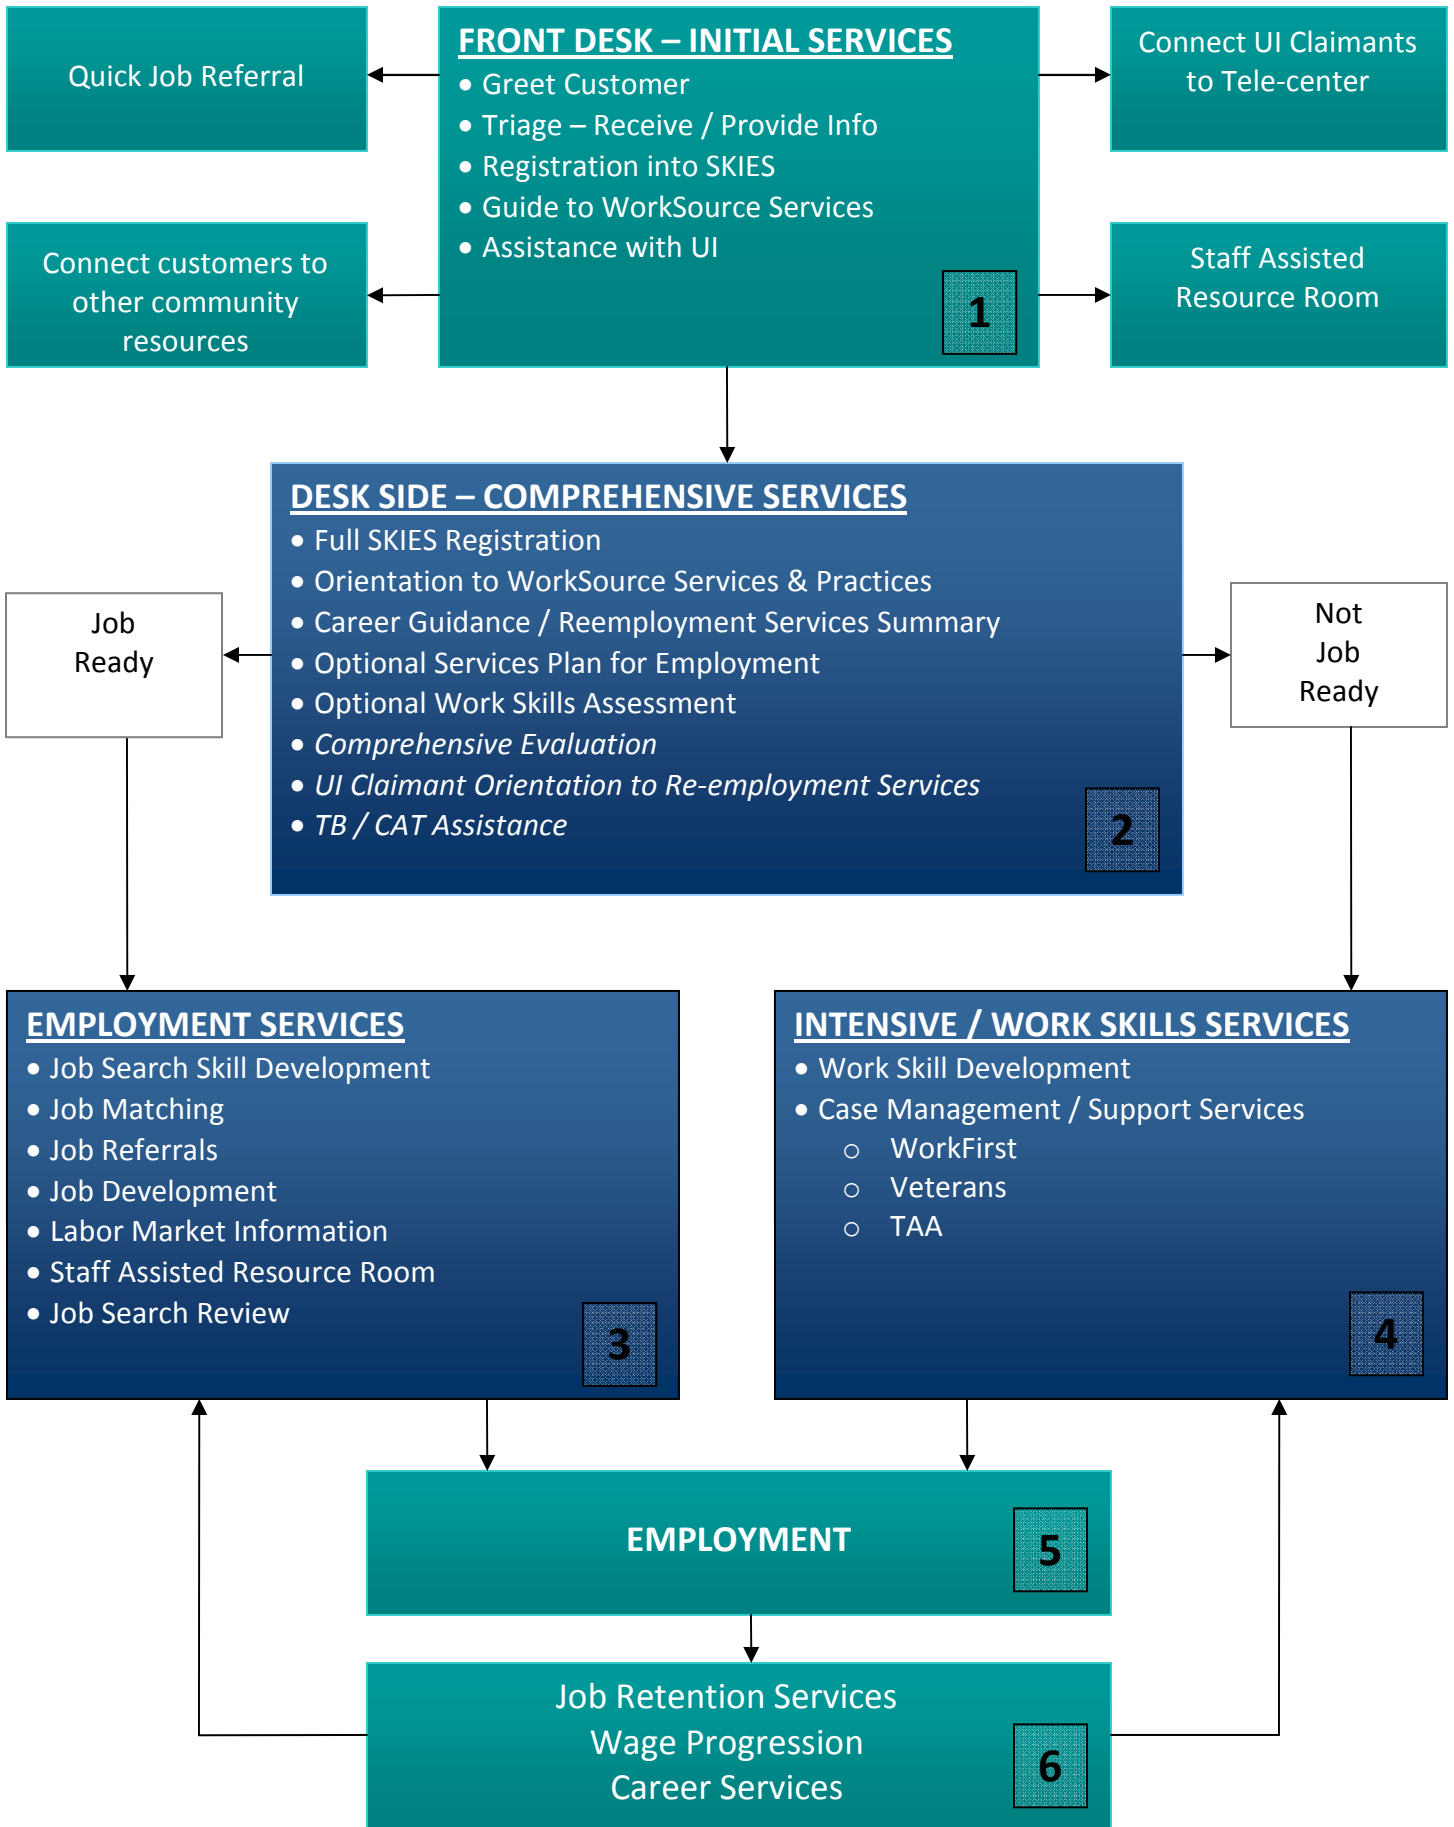 Quick Job Referral
FRONT DESK – INITIAL SERVICES
• Greet Customer
• Triage – Receive / Provide Info
• Registration into SKIES
• Guide to WorkSource Services
• Assistance with UI
1
Connect UI Claimants
to Tele-center
Connect customers to
other community
resources
Staff Assisted
Resource Room
DESK SIDE – COMPREHENSIVE SERVICES
• Full SKIES Registration
• Orientation to WorkSource Services & Practices
• Career Guidance / Reemployment Services Summary
• Optional Services Plan for Employment
• Optional Work Skills Assessment
• Comprehensive Evaluation
• UI Claimant Orientation to Re-employment Services
• TB / CAT Assistance
2
Job
Ready
Not
Job
Ready
EMPLOYMENT SERVICES
• Job Search Skill Development
• Job Matching
• Job Referrals
• Job Development
• Labor Market Information
• Staff Assisted Resource Room
• Job Search Review
3
INTENSIVE / WORK SKILLS SERVICES
• Work Skill Development
• Case Management / Support Services
o WorkFirst
o Veterans
o TAA
4
EMPLOYMENT
5
Job Retention Services
Wage Progression
Career Services
6